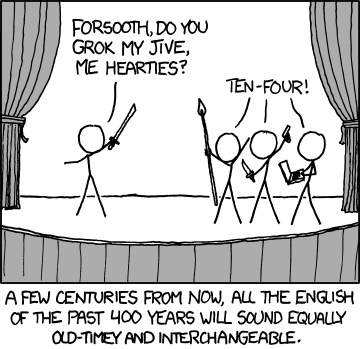 FORSOOTH, DO YOU
GROK MY JIVE,
ME HEARTIES?
TEN-FOUR!
A FEW CENTURIES FROM NOW, ALL THE ENGLISH
OF THE PAST 400 YEARS WILL SOUND EQUALLY
OLD-TIMEY AND INTERCHANGEABLE.